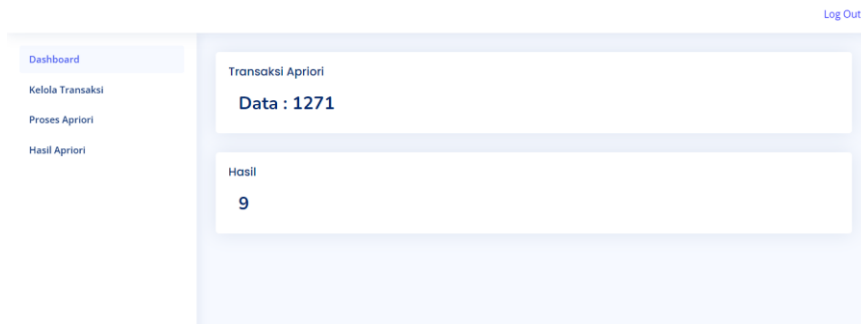 Log Out
Dashboard
Kelola Transaksi
Proses Apriori
Hasil Apriori
Transaksi Apriori
Data : 1271
Hasil
9